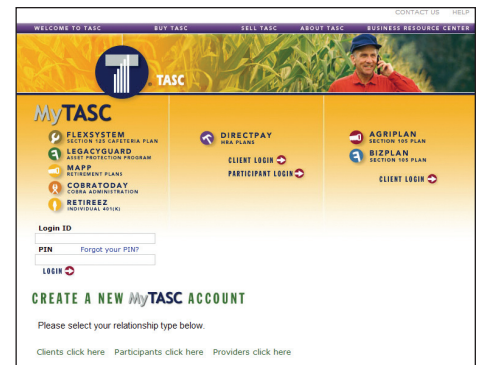 CONTACT US HELP
WELCOME TO TASC BUY TASC SELL TASC ABOUT TASC BUSINESS RESOURCE CENTER
TASC
MyTASC
FLEXSYSTEM
SECTION 125 CAFETERIA PLAN
LEGACYGUARD
ASSET PROTECTION PROGRAM
MAPP
RETIREMENT PLANS
COBRATODAY
COBRA ADMINISTRATION
RETIREEZ
INDIVIDUAL 401(K)
DIRECTPAY
HRA PLANS
CLIENT LOGIN
PARTICIPANT LOGIN
AGRIPLAN
SECTION 105 PLAN
BIZPLAN
SECTION 105 PLAN
CLIENT LOGIN
Login ID
PIN Forgot your PIN?
LOGIN
CREATE A NEW MyTASC ACCOUNT
Please select your relationship type below.
Clients click here Participants click here Providers click here